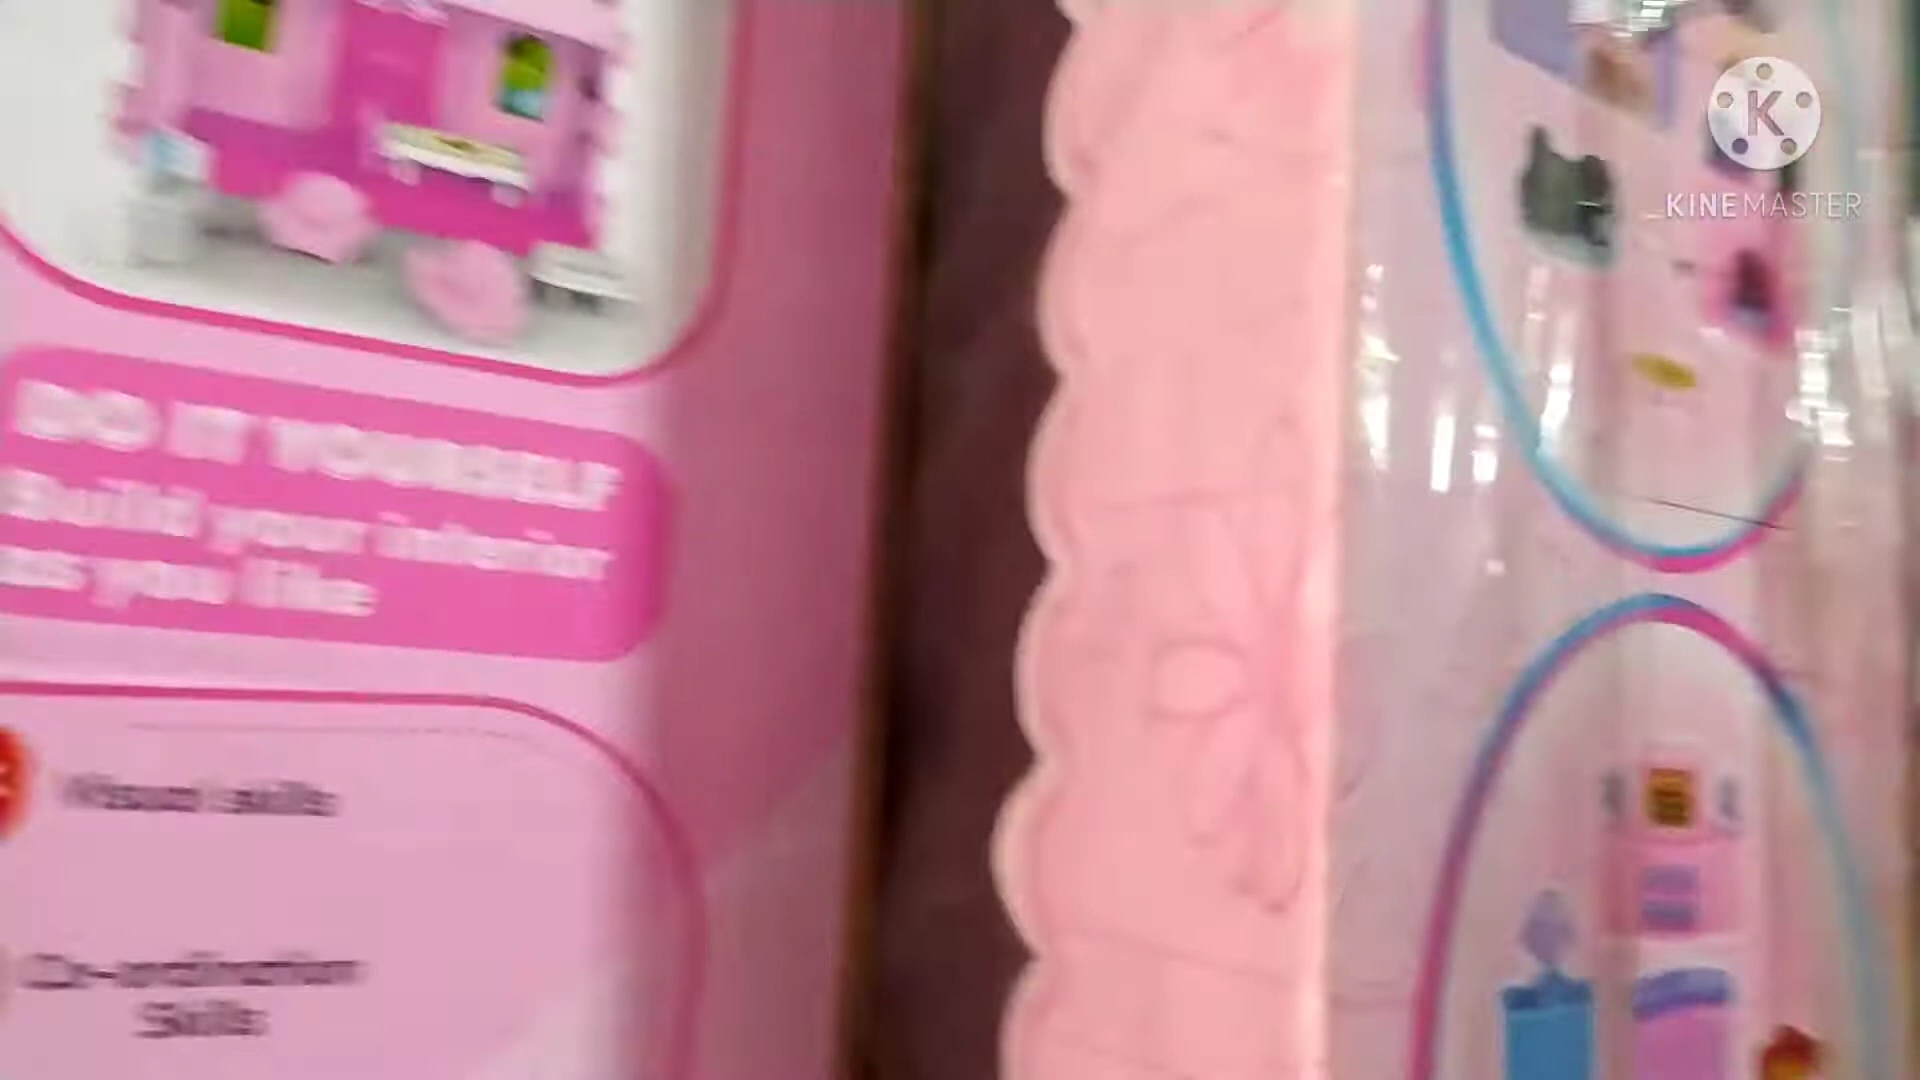 DO IT YOURSELF
Build your interior
as you like
Visual skills
Co-ordination
Skills
K
KINEMASTER